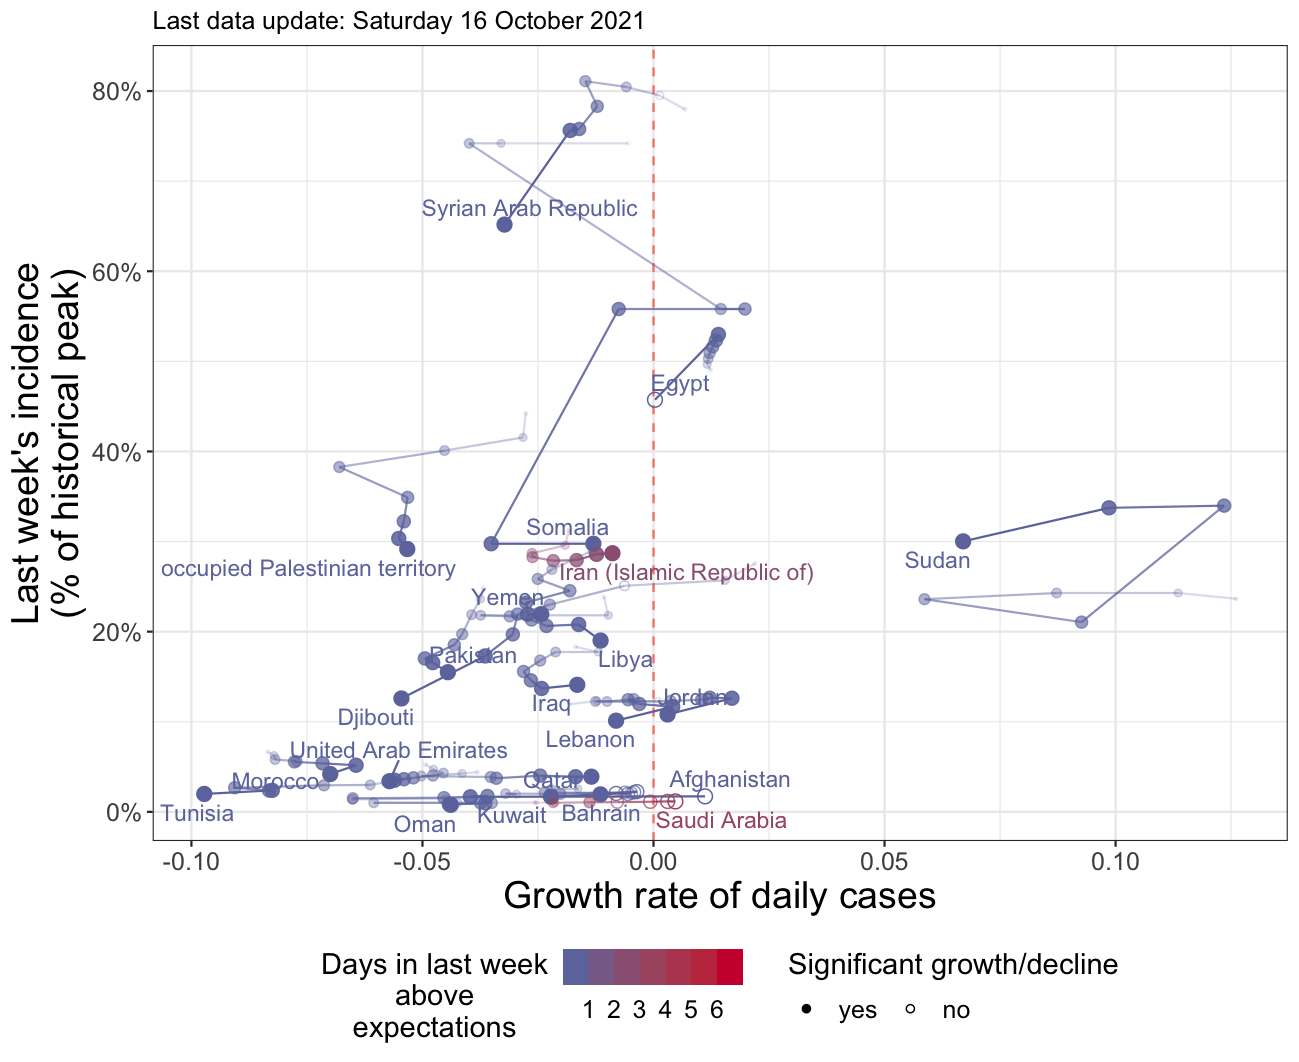 Last data update: Saturday 16 October 2021
Last week's incidence
(% of historical peak)
80%
60%
40%
20%
0%
Syrian Arab Republic
Egypt
Somalia
occupied Palestinian territory
Iran (Islamic Republic of)
Sudan
Yemen
Pakistan
Libya
Iraq
Jordan
Djibouti
Lebanon
United Arab Emirates
Morocco
Qatar
Afghanistan
Tunisia
Oman
Kuwait
Bahrain
Saudi Arabia
-0.10
-0.05
0.00
0.05
0.10
Growth rate of daily cases
Days in last week
above
expectations
1 2 3 4 5 6
Significant growth/decline
yes
no